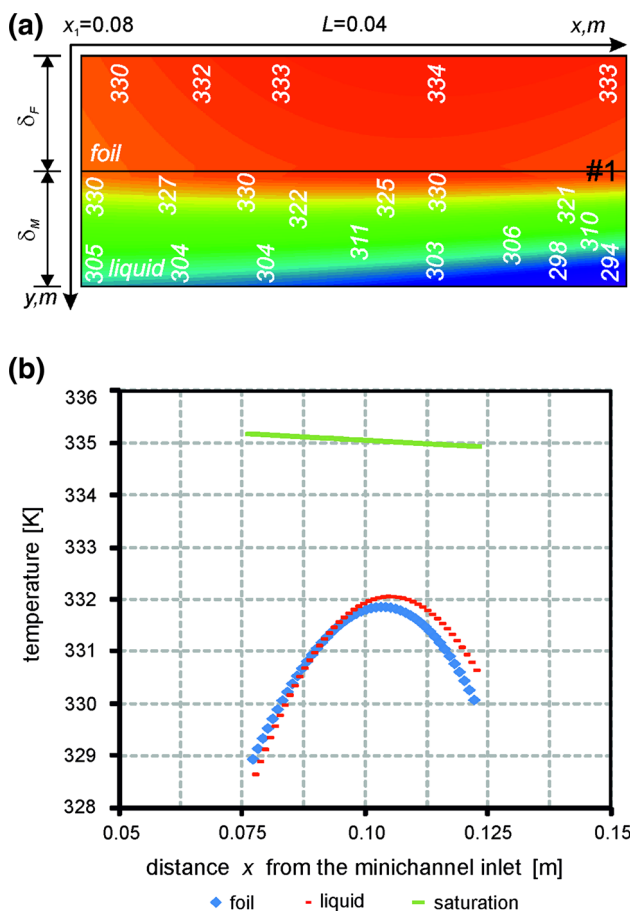 (a) x₁=0.08 L=0.04 x,m
330 332 333 334 333
δF
foil
#1
330 327 330 322 325 330 321
δM
305 304 304 311 303 306 298 310 294
liquid
y,m
(b)
336
335
334
333
332
331
330
329
328
temperature [K]
0.05 0.075 0.10 0.125 0.15
distance x from the minichannel inlet [m]
foil liquid saturation